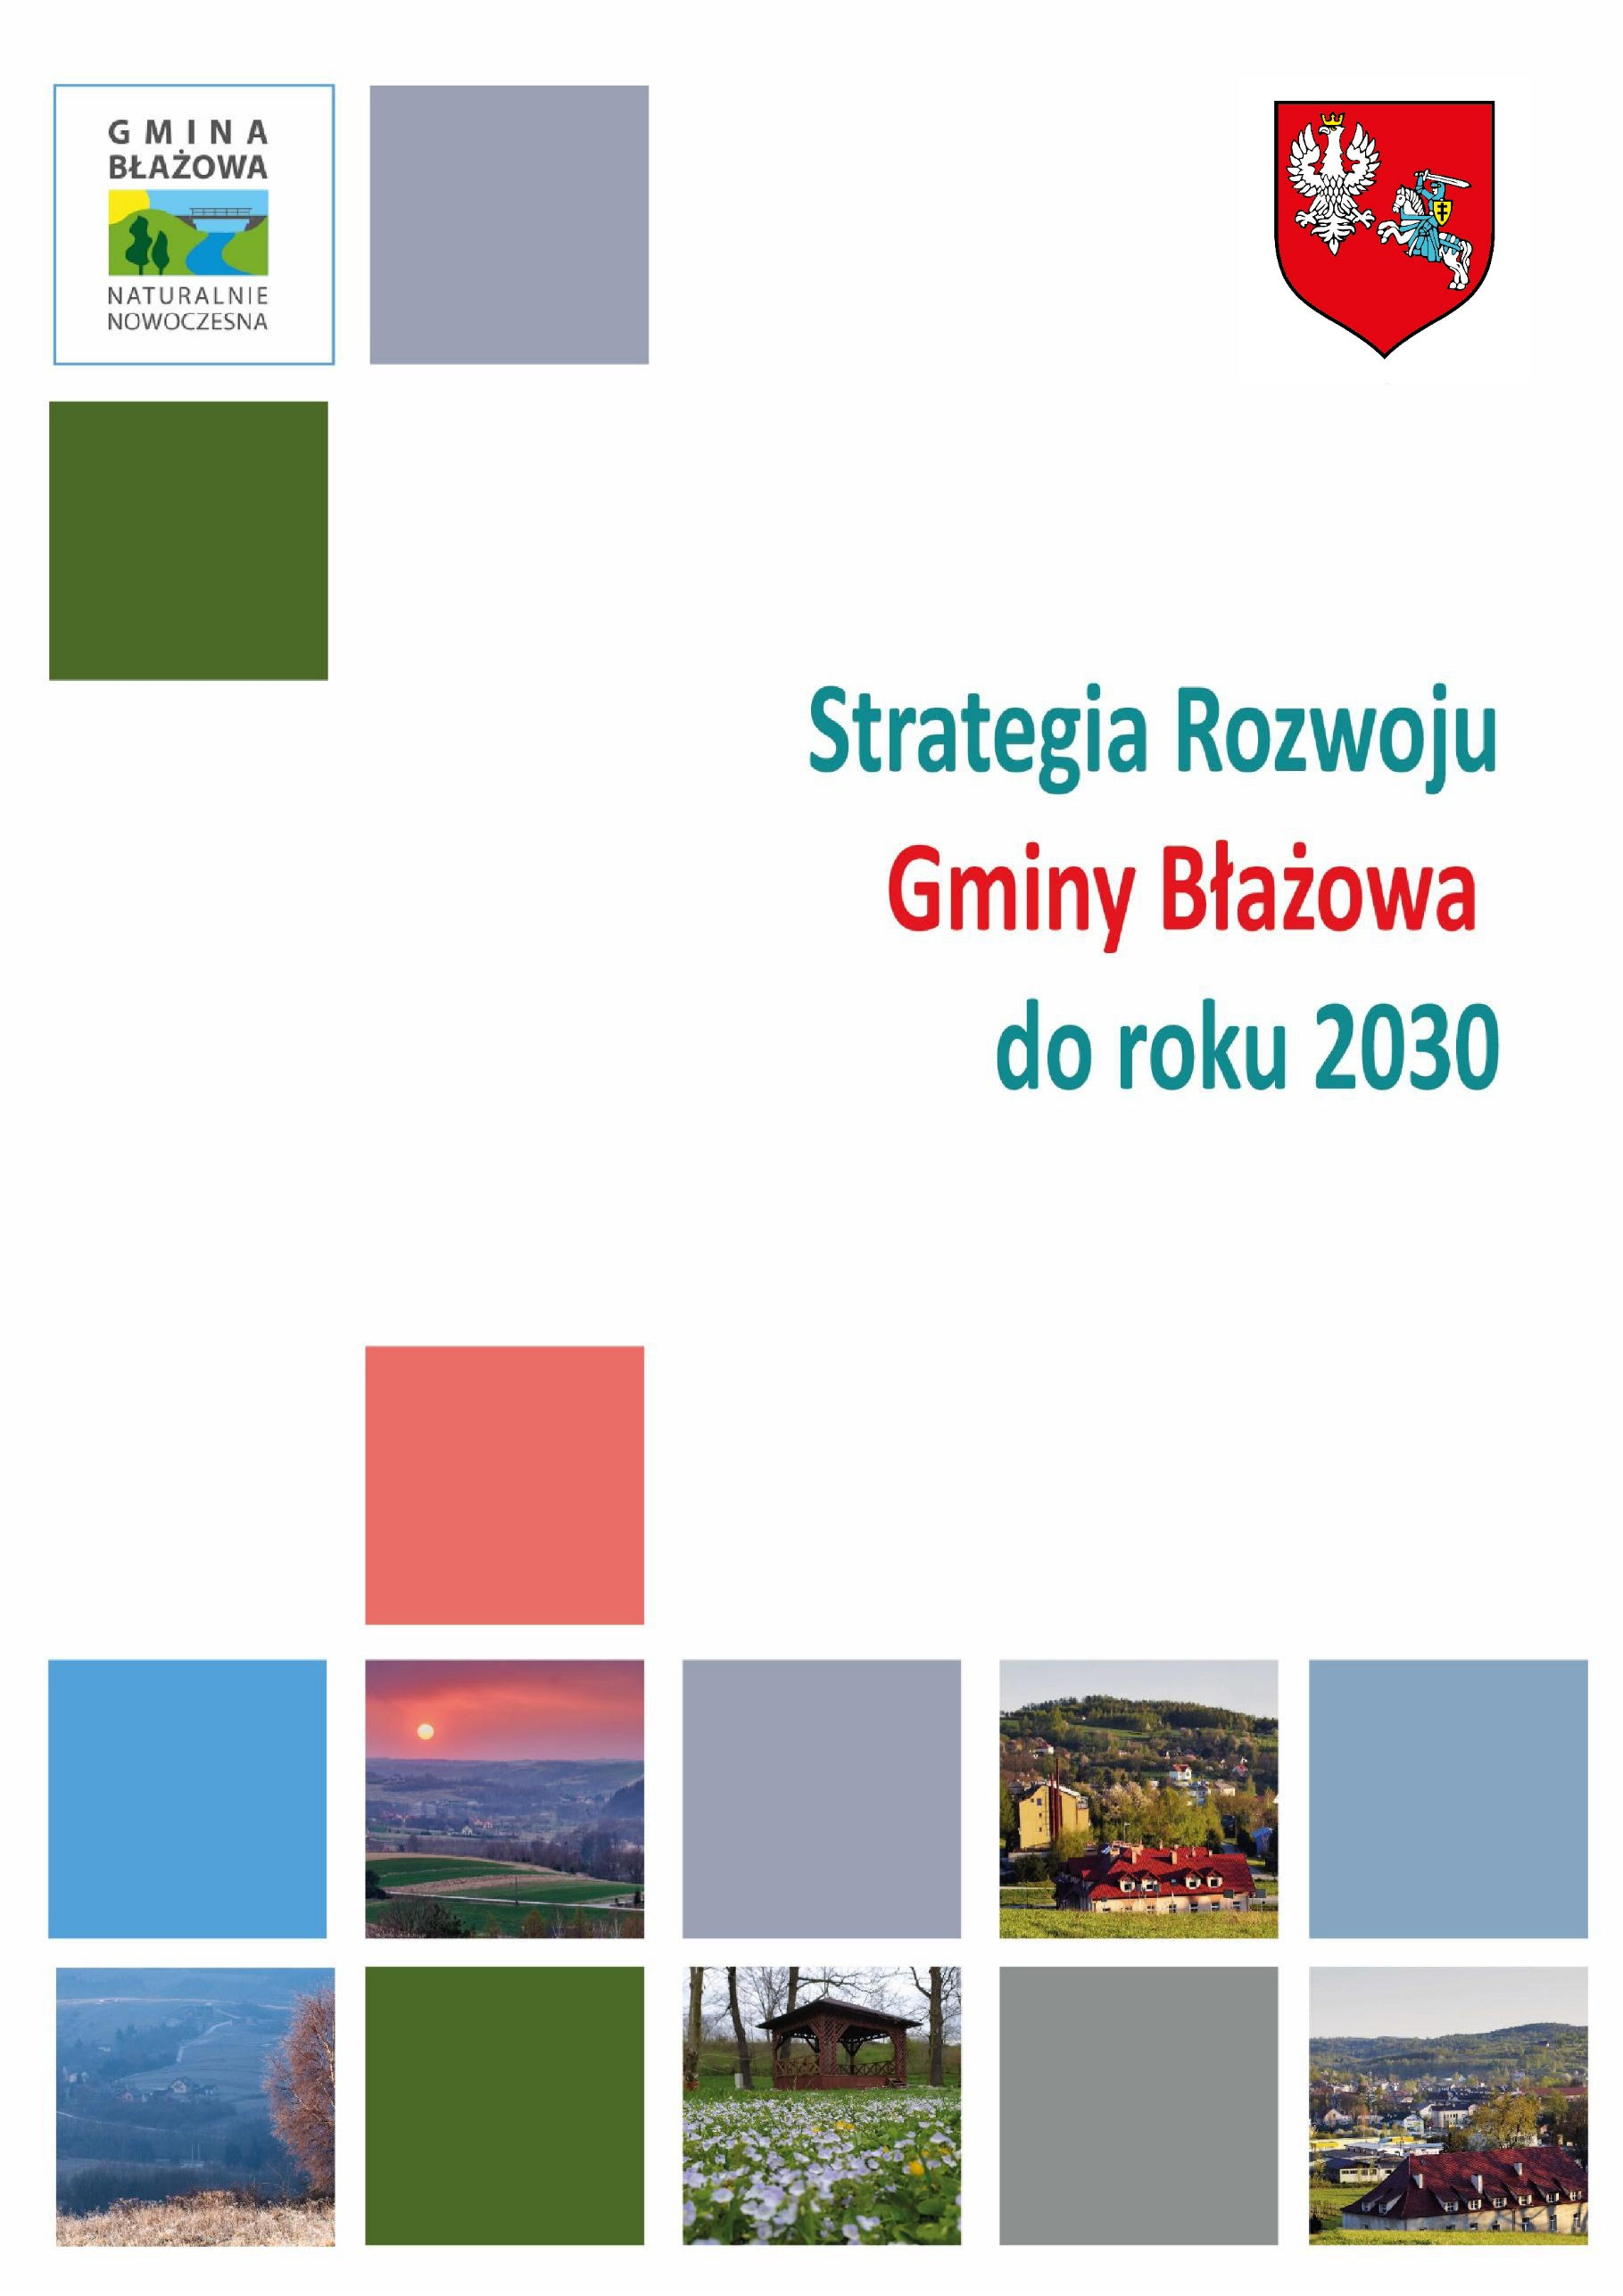 GMINA
BŁAŻOWA
NATURALNIE
NOWOCZESNA
Strategia Rozwoju
Gminy Błażowa
do roku 2030